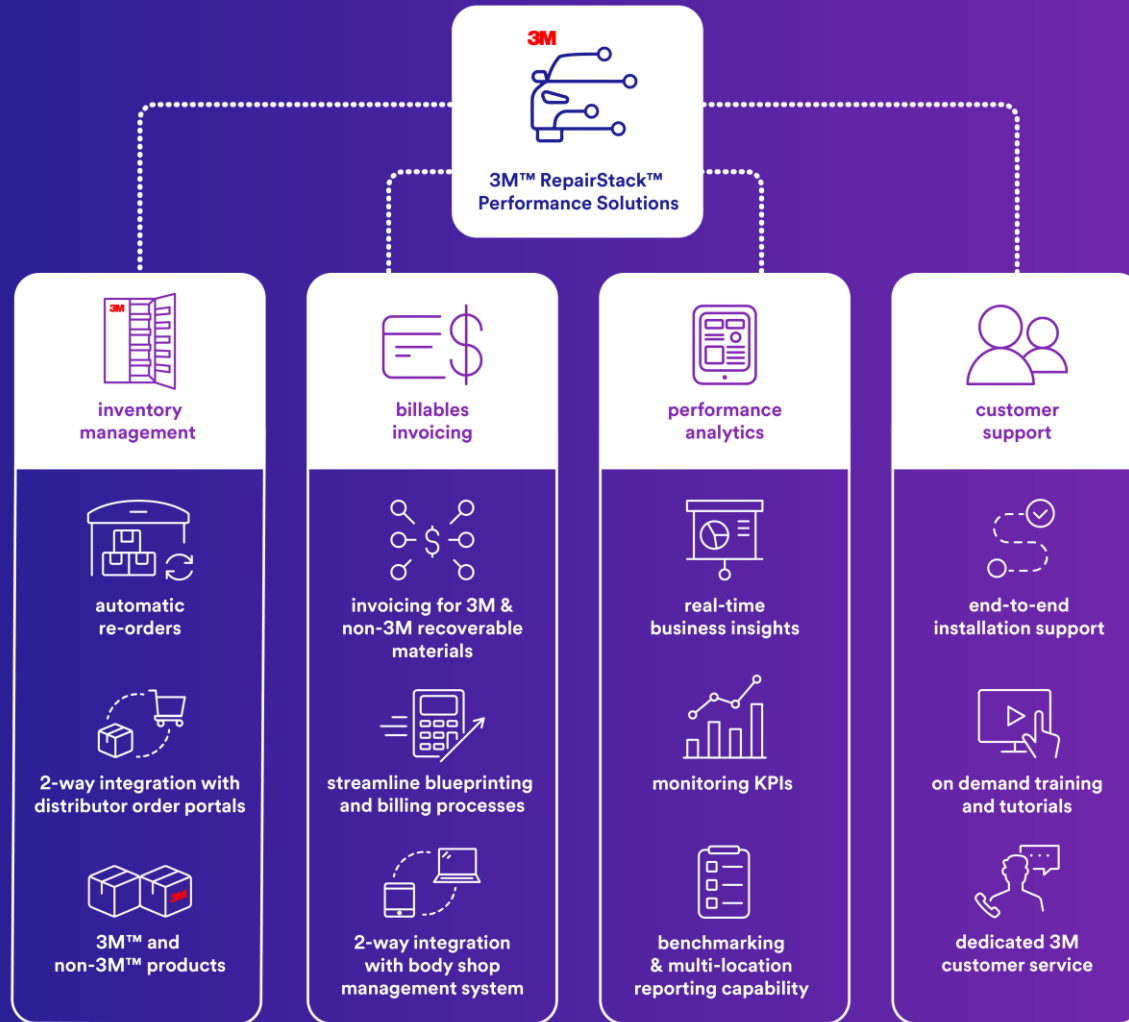 3M
3M™ RepairStack™
Performance Solutions
3M
inventory
management
automatic
re-orders
2-way integration with
distributor order portals
3M
3M™ and
non-3M™ products
billables
invoicing
$
invoicing for 3M &
non-3M recoverable
materials
streamline blueprinting
and billing processes
2-way integration
with body shop
management system
performance
analytics
real-time
business insights
monitoring KPIs
benchmarking
& multi-location
reporting capability
customer
support
end-to-end
installation support
on demand training
and tutorials
dedicated 3M
customer service